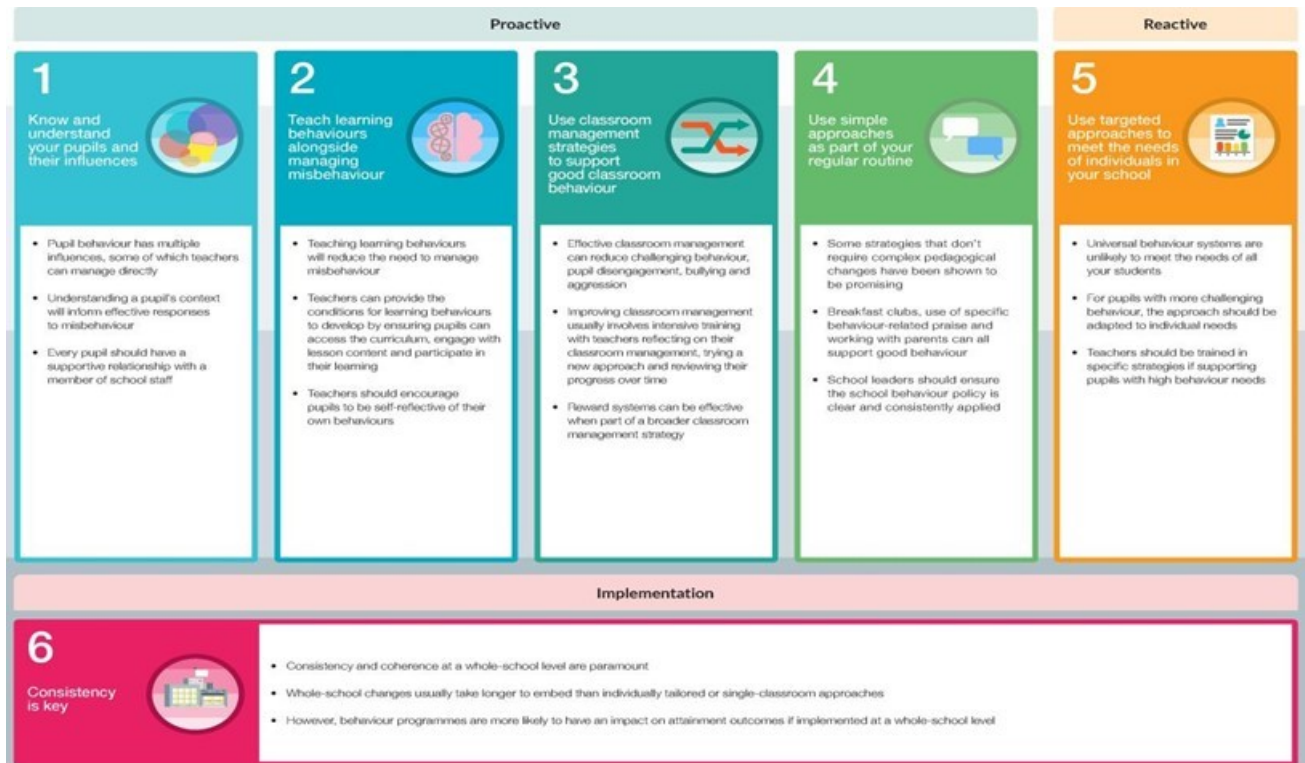 Proactive
Reactive
1
Know and
understand
your pupils and
their influences
• Pupil behaviour has multiple
influences, some of which teachers
can manage directly
• Understanding a pupil's context
will inform effective responses
to misbehaviour
• Every pupil should have a
supportive relationship with a
member of school staff
2
Teach learning
behaviours
alongside
managing
misbehaviour
• Teaching learning behaviours
will reduce the need to manage
misbehaviour
• Teachers can provide the
conditions for learning behaviours
to develop by ensuring pupils can
access the curriculum, engage with
lesson content and participate in
their learning
• Teachers should encourage
pupils to be self-reflective of their
own behaviours
3
Use classroom
management
strategies
to support
good classroom
behaviour
• Effective classroom management
can reduce challenging behaviour,
pupil disengagement, bullying and
aggression
• Improving classroom management
usually involves intensive training
with teachers reflecting on their
classroom management, trying a
new approach and reviewing their
progress over time
• Reward systems can be effective
when part of a broader classroom
management strategy
4
Use simple
approaches
as part of your
regular routine
• Some strategies that don't
require complex pedagogical
changes have been shown to
be promising
• Breakfast clubs, use of specific
behaviour-related praise and
working with parents can all
support good behaviour
• School leaders should ensure
the school behaviour policy is
clear and consistently applied
5
Use targeted
approaches to
meet the needs
of individuals in
your school
• Universal behaviour systems are
unlikely to meet the needs of all
your students
• For pupils with more challenging
behaviour, the approach should be
adapted to individual needs
• Teachers should be trained in
specific strategies if supporting
pupils with high behaviour needs
Implementation
6
Consistency
is key
• Consistency and coherence at a whole-school level are paramount
• Whole-school changes usually take longer to embed than individually tailored or single-classroom approaches
• However, behaviour programmes are more likely to have an impact on attainment outcomes if implemented at a whole-school level